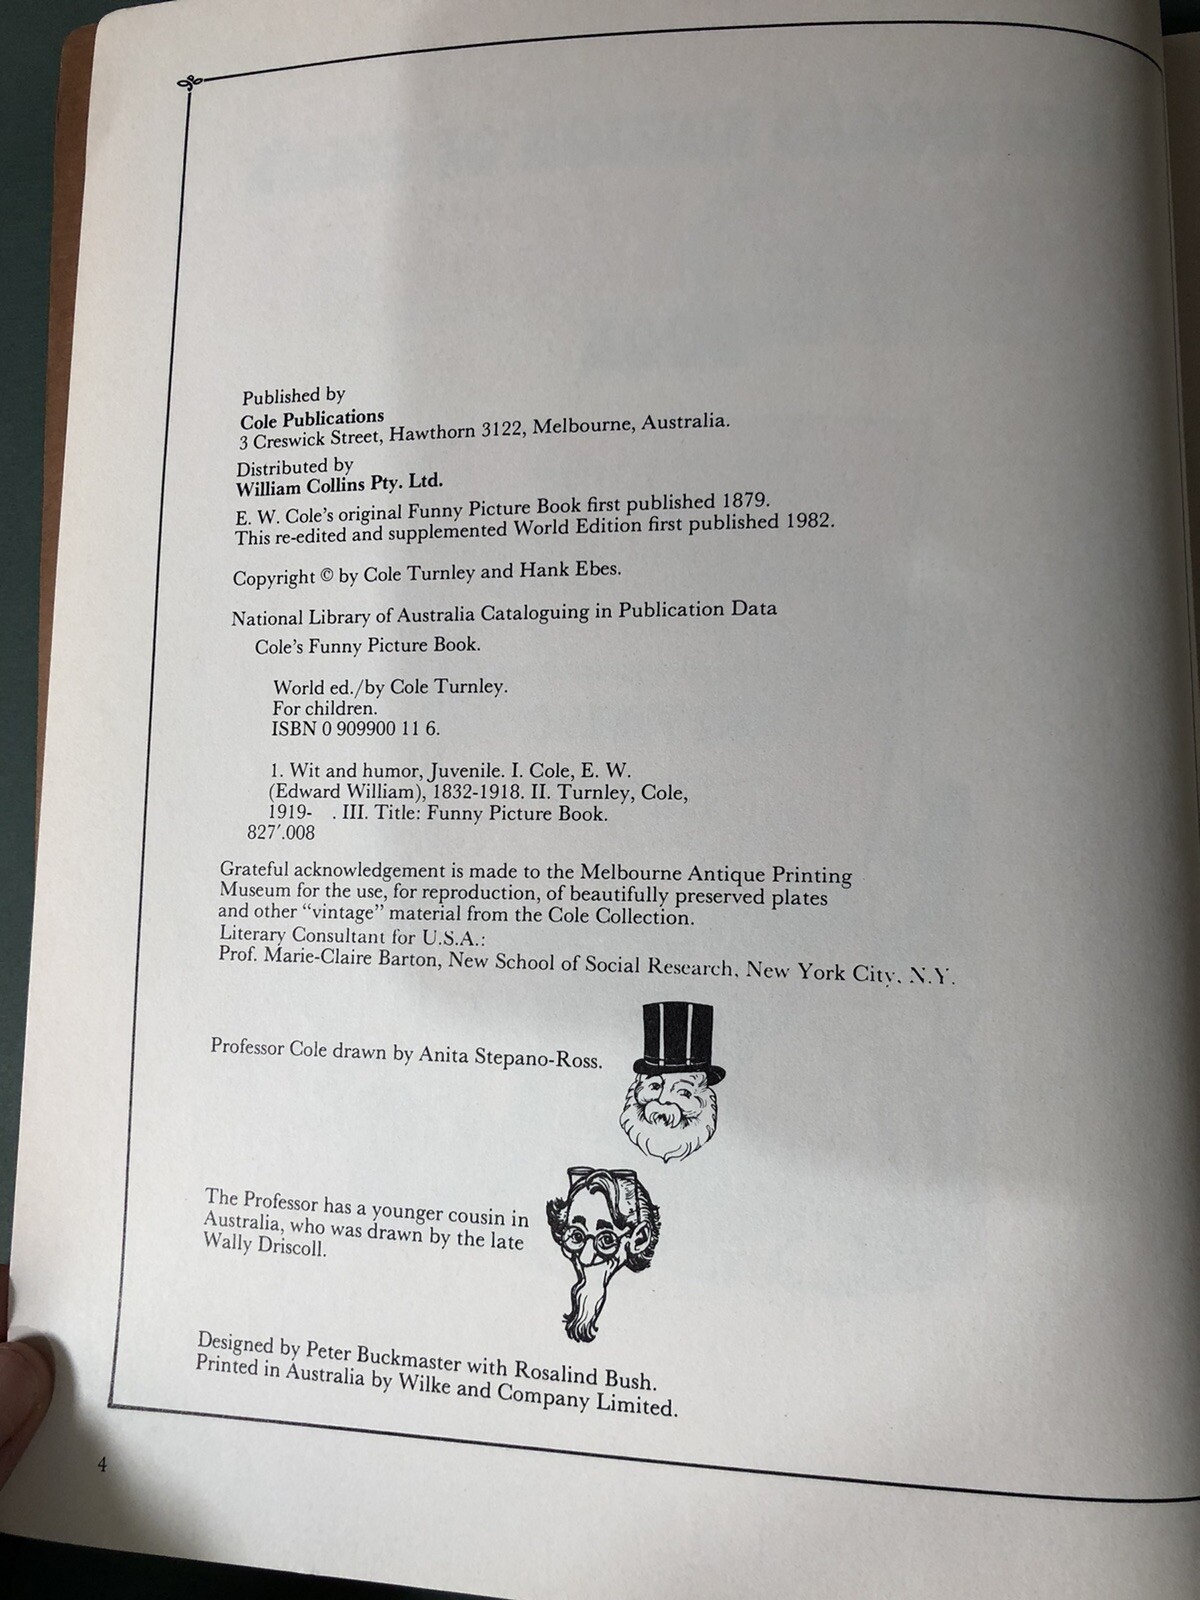 Published by
Cole Publications
3 Creswick Street, Hawthorn 3122, Melbourne, Australia.
Distributed by
William Collins Pty. Ltd.
E. W. Cole's original Funny Picture Book first published 1879.
This re-edited and supplemented World Edition first published 1982.
Copyright © by Cole Turnley and Hank Ebes.
National Library of Australia Cataloguing in Publication Data
Cole's Funny Picture Book.
World ed./by Cole Turnley.
For children.
ISBN 0 909900 11 6.
1. Wit and humor, Juvenile. I. Cole, E. W.
(Edward William), 1832-1918. II. Turnley, Cole,
1919-   . III. Title: Funny Picture Book.
827′.008
Grateful acknowledgement is made to the Melbourne Antique Printing
Museum for the use, for reproduction, of beautifully preserved plates
and other “vintage” material from the Cole Collection.
Literary Consultant for U.S.A.:
Prof. Marie-Claire Barton, New School of Social Research, New York City, N.Y.
Professor Cole drawn by Anita Stepano-Ross.
The Professor has a younger cousin in
Australia, who was drawn by the late
Wally Driscoll.
Designed by Peter Buckmaster with Rosalind Bush.
Printed in Australia by Wilke and Company Limited.
4